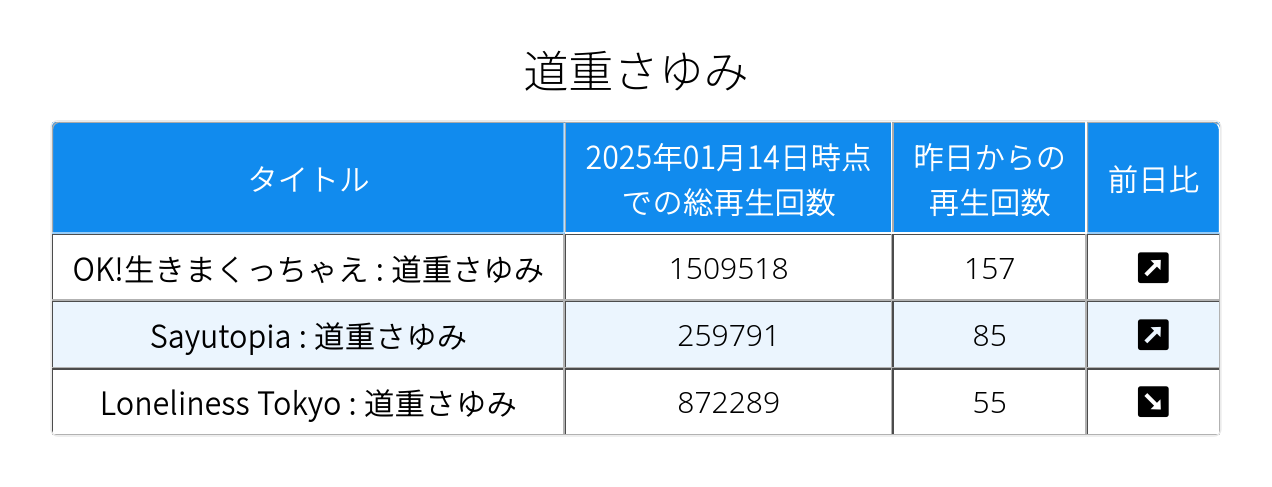 道重さゆみ
タイトル
2025年01月14日時点
での総再生回数
昨日からの
再生回数
前日比
OK!生きまくっちゃえ : 道重さゆみ 1509518 157 ↗
Sayutopia : 道重さゆみ 259791 85 ↗
Loneliness Tokyo : 道重さゆみ 872289 55 ↘